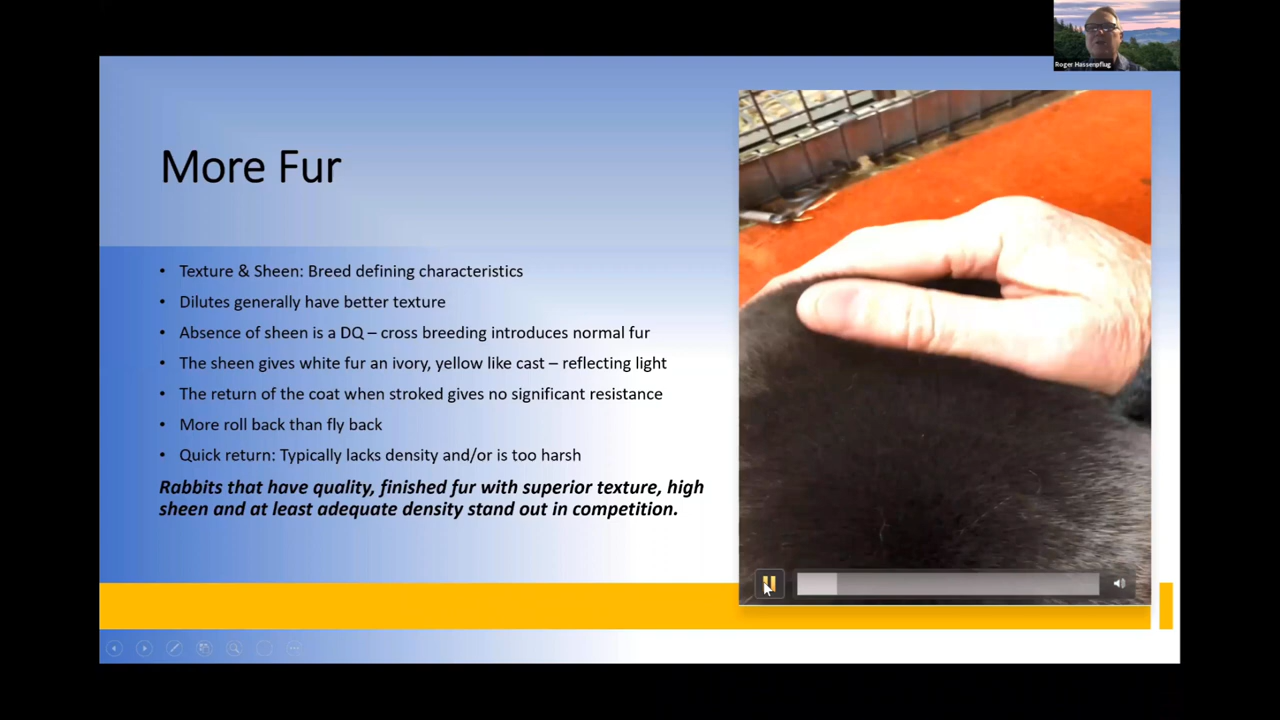 Roger Hassenpflug
More Fur
• Texture & Sheen: Breed defining characteristics
• Dilutes generally have better texture
• Absence of sheen is a DQ – cross breeding introduces normal fur
• The sheen gives white fur an ivory, yellow like cast – reflecting light
• The return of the coat when stroked gives no significant resistance
• More roll back than fly back
• Quick return: Typically lacks density and/or is too harsh
Rabbits that have quality, finished fur with superior texture, high
sheen and at least adequate density stand out in competition.